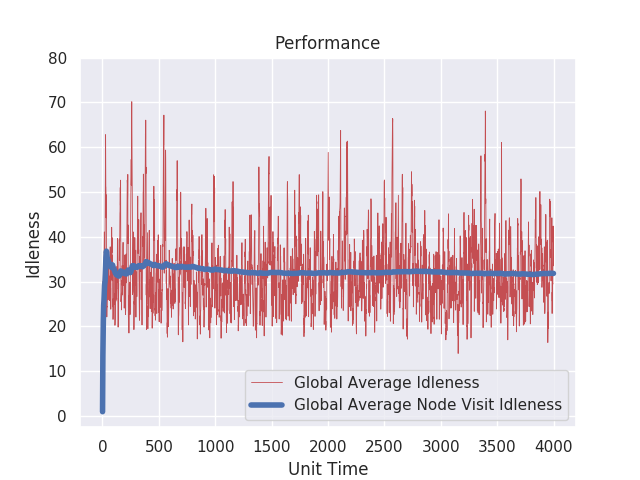 Performance
80
70
60
50
40
30
20
10
0
Idleness
Global Average Idleness
Global Average Node Visit Idleness
0 500 1000 1500 2000 2500 3000 3500 4000
Unit Time